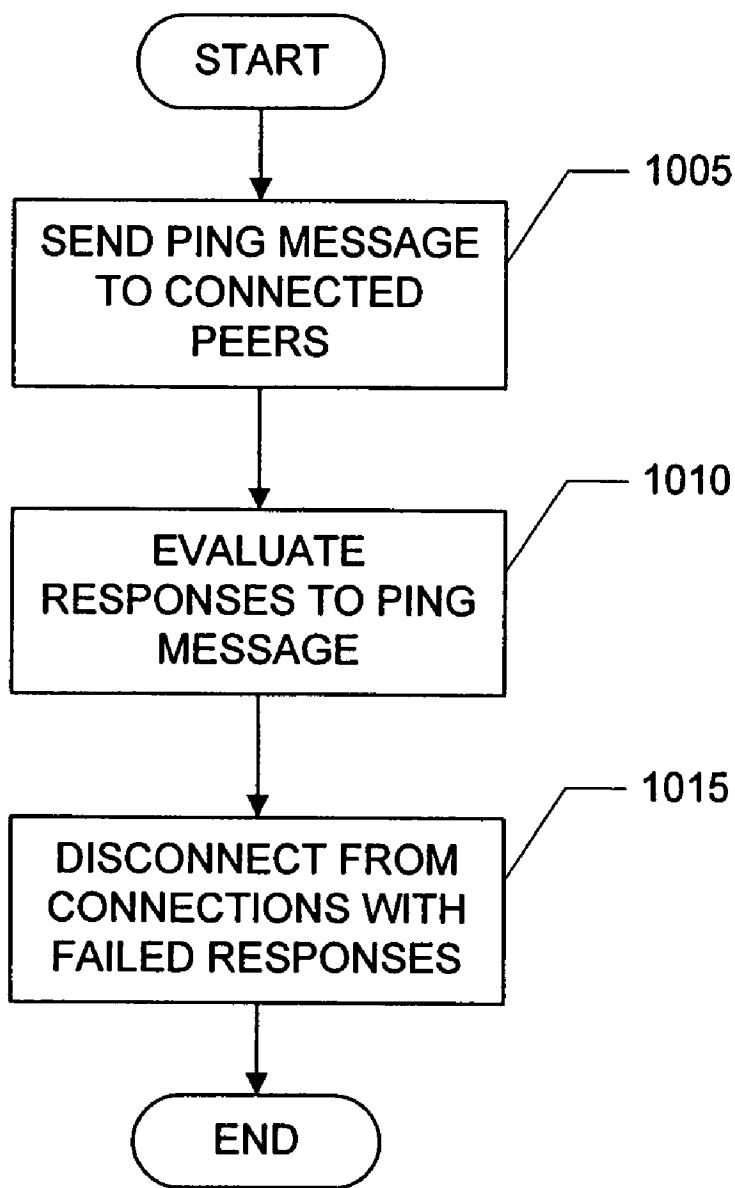 START
1005
SEND PING MESSAGE
TO CONNECTED
PEERS
1010
EVALUATE
RESPONSES TO PING
MESSAGE
1015
DISCONNECT FROM
CONNECTIONS WITH
FAILED RESPONSES
END